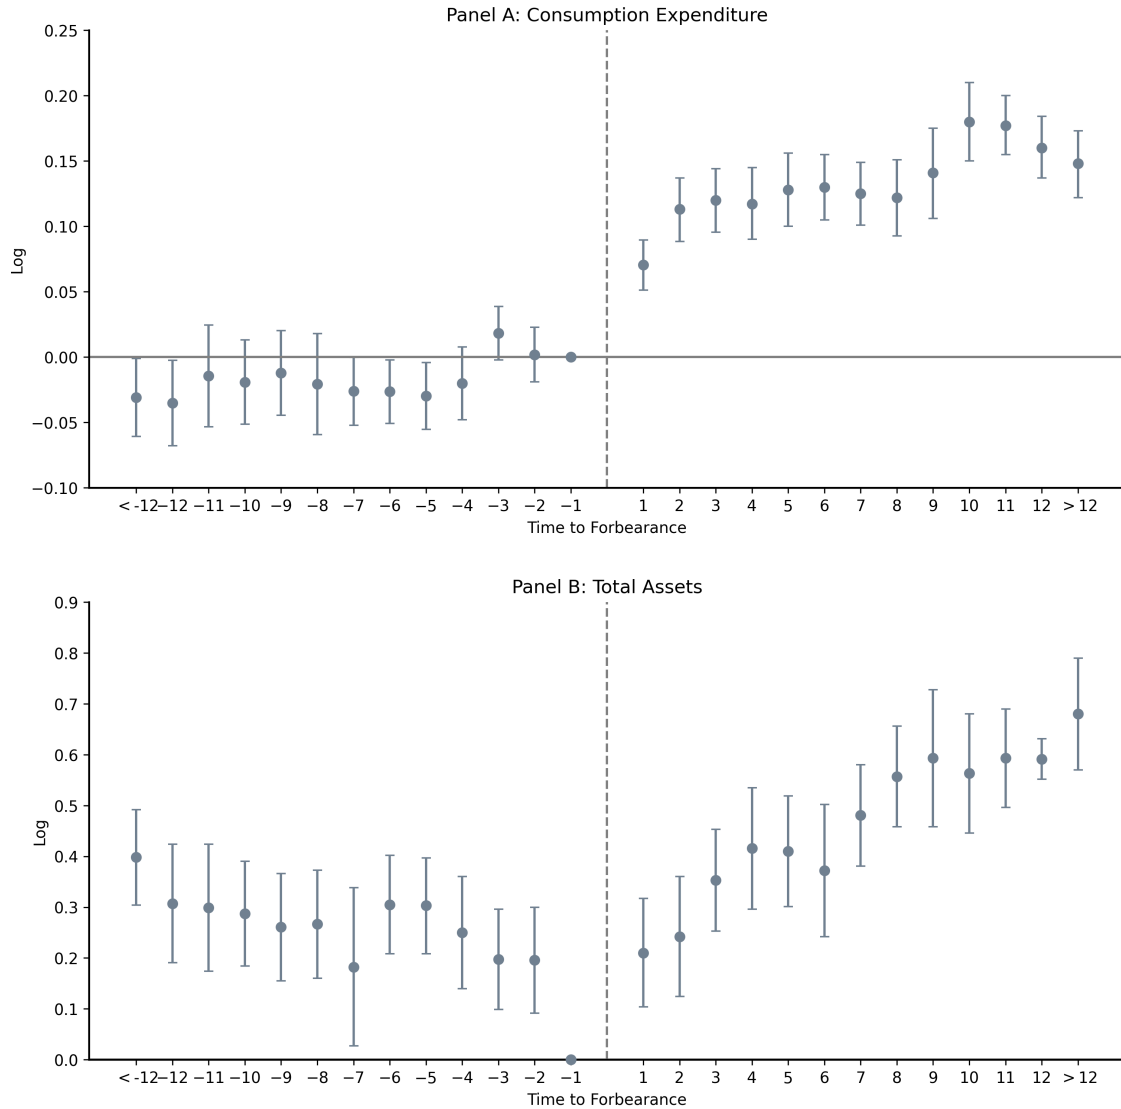 Panel A: Consumption Expenditure
0.25
0.20
0.15
0.10
0.05
0.00
−0.05
−0.10
Log
< -12 −12 −11 −10 −9 −8 −7 −6 −5 −4 −3 −2 −1 1 2 3 4 5 6 7 8 9 10 11 12 > 12
Time to Forbearance
Panel B: Total Assets
0.9
0.8
0.7
0.6
0.5
0.4
0.3
0.2
0.1
0.0
Log
< -12 −12 −11 −10 −9 −8 −7 −6 −5 −4 −3 −2 −1 1 2 3 4 5 6 7 8 9 10 11 12 > 12
Time to Forbearance